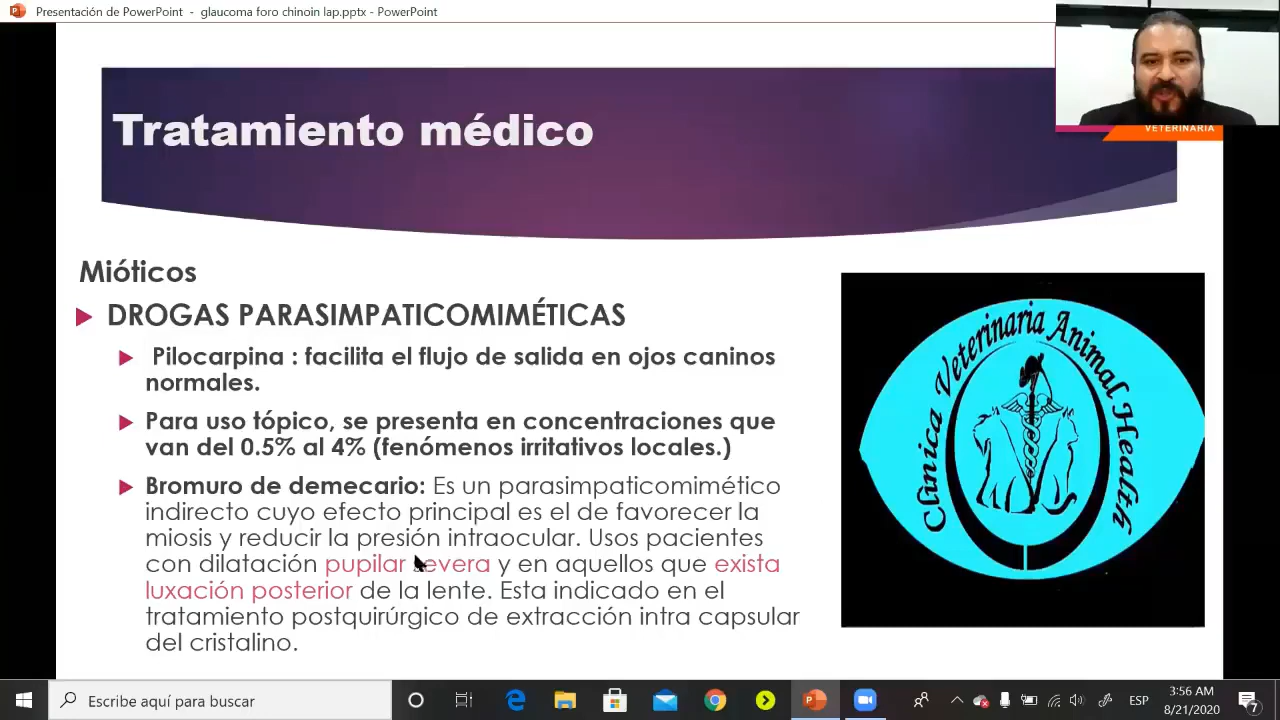 Presentación de PowerPoint - glaucoma foro chinoin lap.pptx - PowerPoint
VETERINARIA
Tratamiento médico
Mióticos
DROGAS PARASIMPATICOMIMÉTICAS
Pilocarpina : facilita el flujo de salida en ojos caninos
normales.
Para uso tópico, se presenta en concentraciones que
van del 0.5% al 4% (fenómenos irritativos locales.)
Bromuro de demecario: Es un parasimpaticomimético
indirecto cuyo efecto principal es el de favorecer la
miosis y reducir la presión intraocular. Usos pacientes
con dilatación pupilar severa y en aquellos que exista
luxación posterior de la lente. Esta indicado en el
tratamiento postquirúrgico de extracción intra capsular
del cristalino.
Clinica Veterinaria Animal Health
Escribe aquí para buscar
ESP
3:56 AM
8/21/2020
7